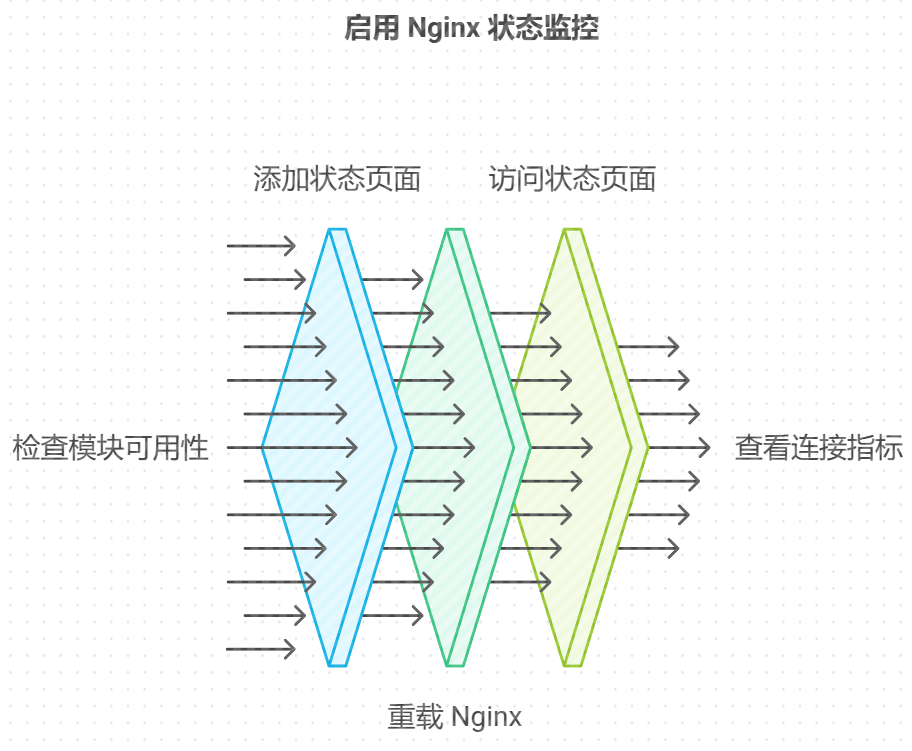 启用 Nginx 状态监控
添加状态页面
访问状态页面
检查模块可用性
查看连接指标
重载 Nginx